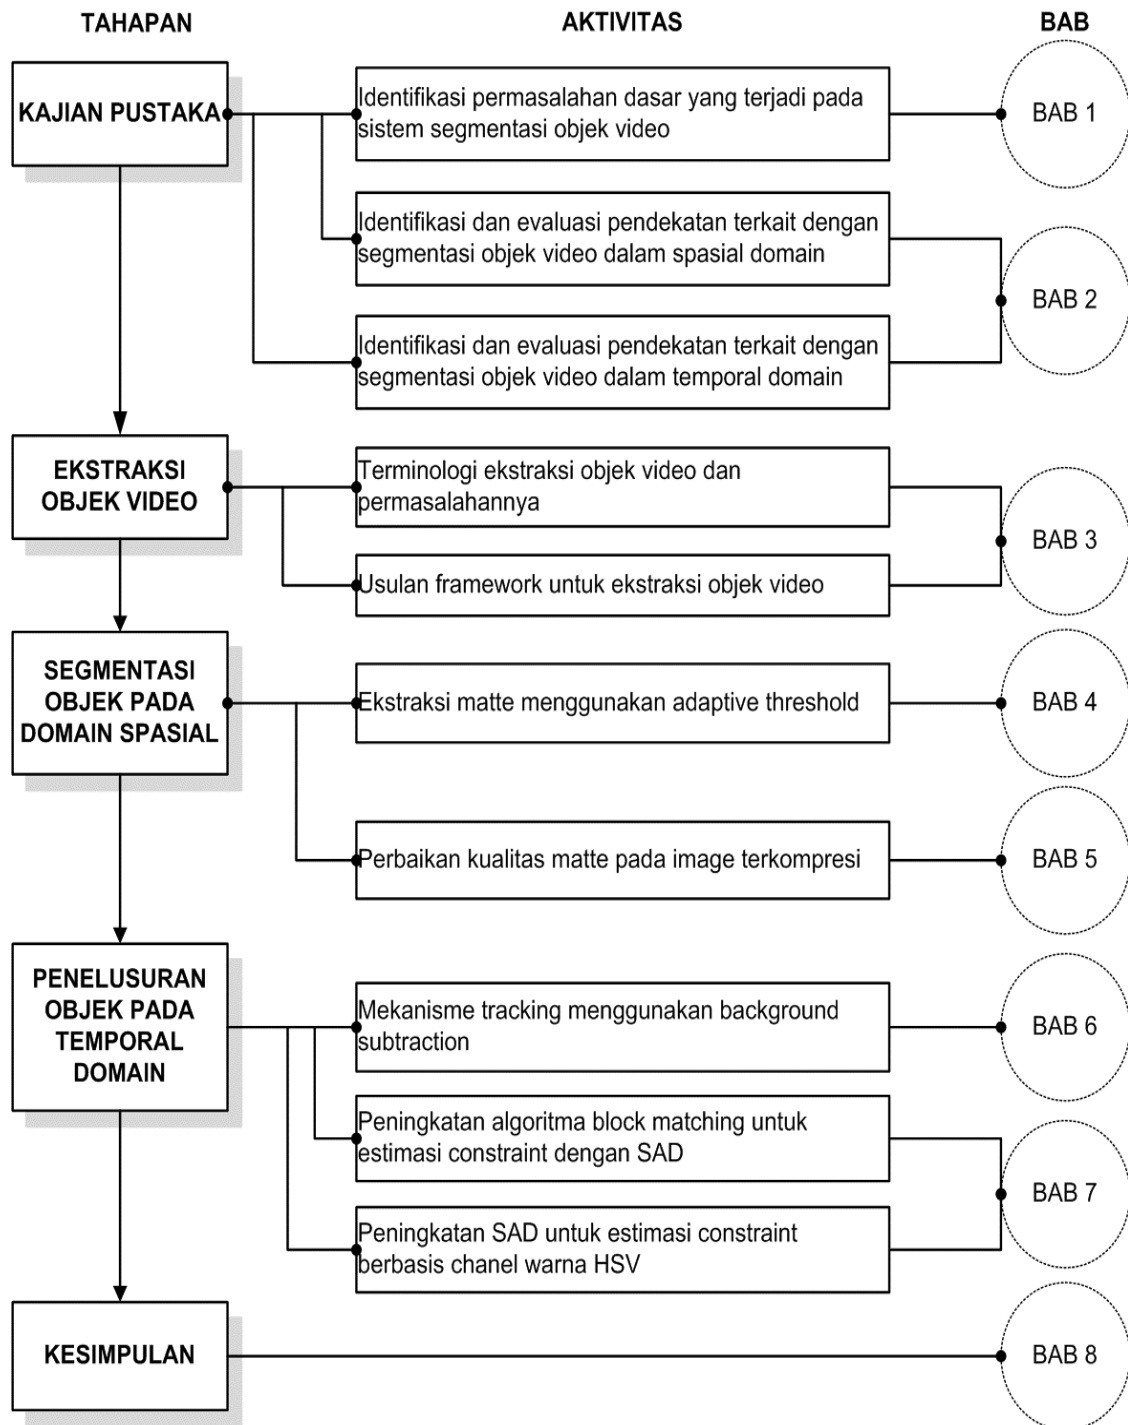 TAHAPAN
AKTIVITAS
BAB
KAJIAN PUSTAKA
Identifikasi permasalahan dasar yang terjadi pada
sistem segmentasi objek video
BAB 1
Identifikasi dan evaluasi pendekatan terkait dengan
segmentasi objek video dalam spasial domain
BAB 2
Identifikasi dan evaluasi pendekatan terkait dengan
segmentasi objek video dalam temporal domain
EKSTRAKSI
OBJEK VIDEO
Terminologi ekstraksi objek video dan
permasalahannya
BAB 3
Usulan framework untuk ekstraksi objek video
SEGMENTASI
OBJEK PADA
DOMAIN SPASIAL
Ekstraksi matte menggunakan adaptive threshold
BAB 4
Perbaikan kualitas matte pada image terkompresi
BAB 5
PENELUSURAN
OBJEK PADA
TEMPORAL
DOMAIN
Mekanisme tracking menggunakan background
subtraction
BAB 6
Peningkatan algoritma block matching untuk
estimasi constraint dengan SAD
BAB 7
Peningkatan SAD untuk estimasi constraint
berbasis chanel warna HSV
KESIMPULAN
BAB 8